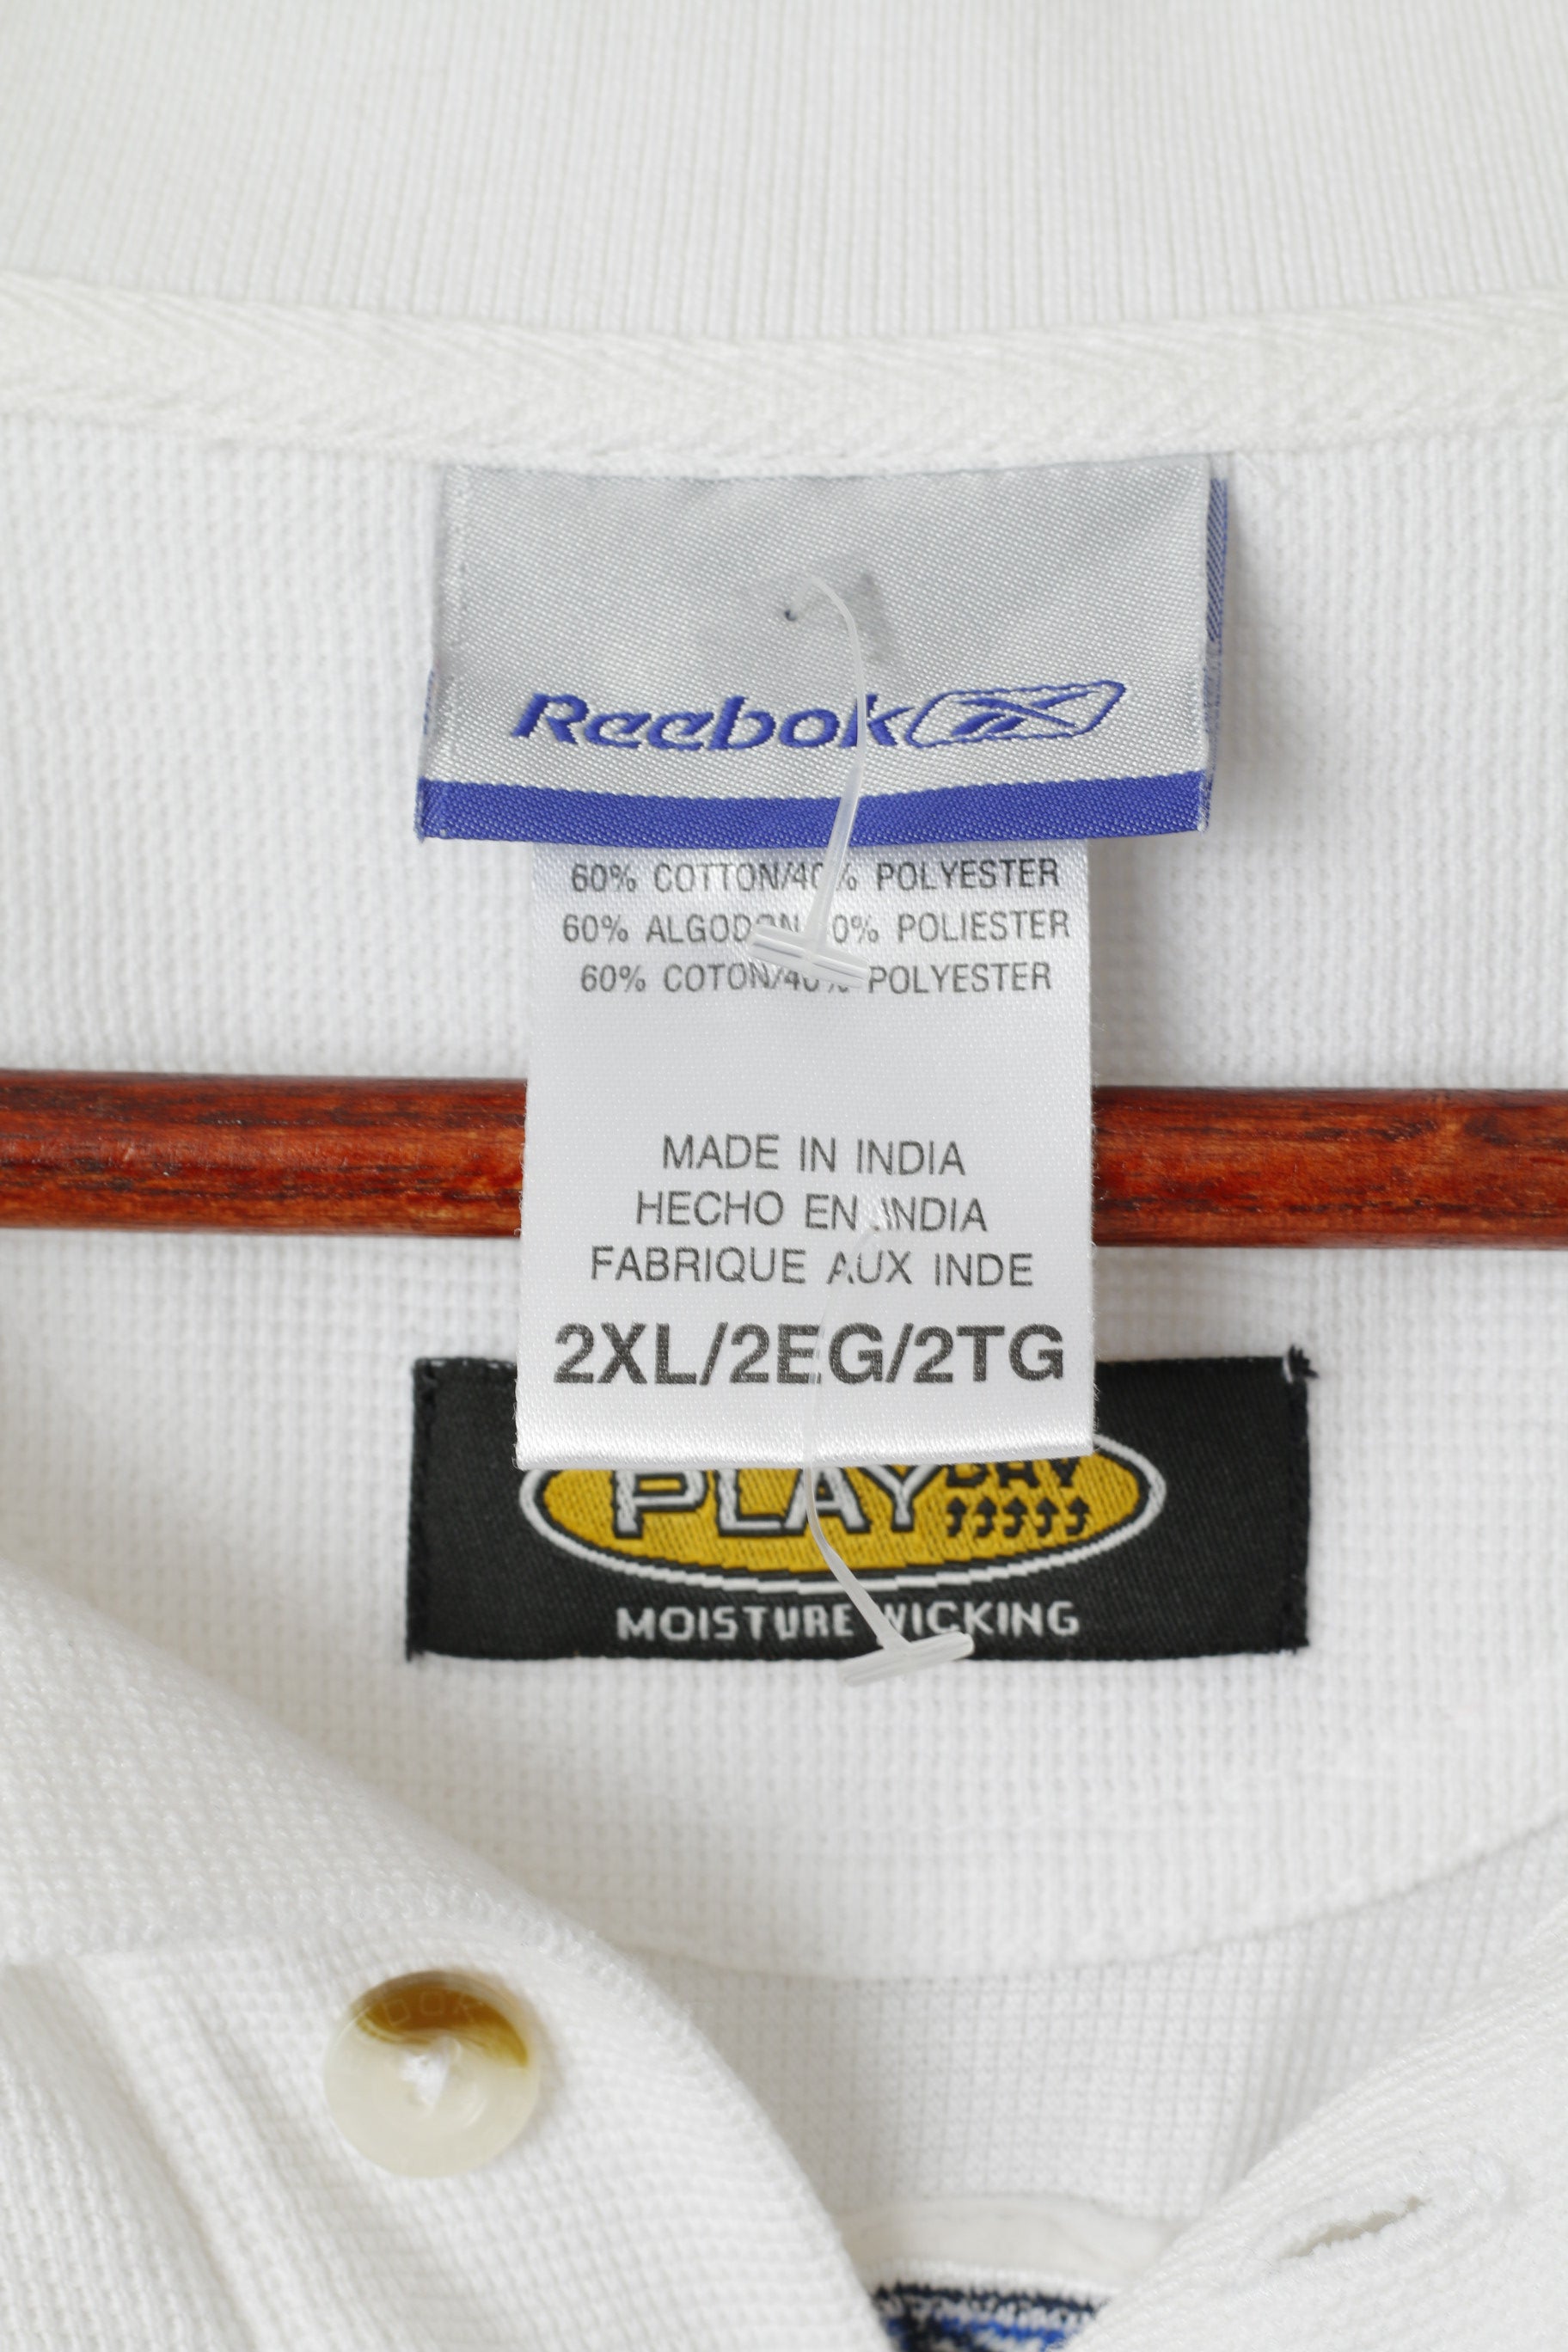 Reebok
60% COTTON/40% POLYESTER
60% ALGODON 40% POLIESTER
60% COTON/40% POLYESTER
MADE IN INDIA
HECHO EN INDIA
FABRIQUE AUX INDE
2XL/2EG/2TG
PLAY DRY
MOISTURE WICKING